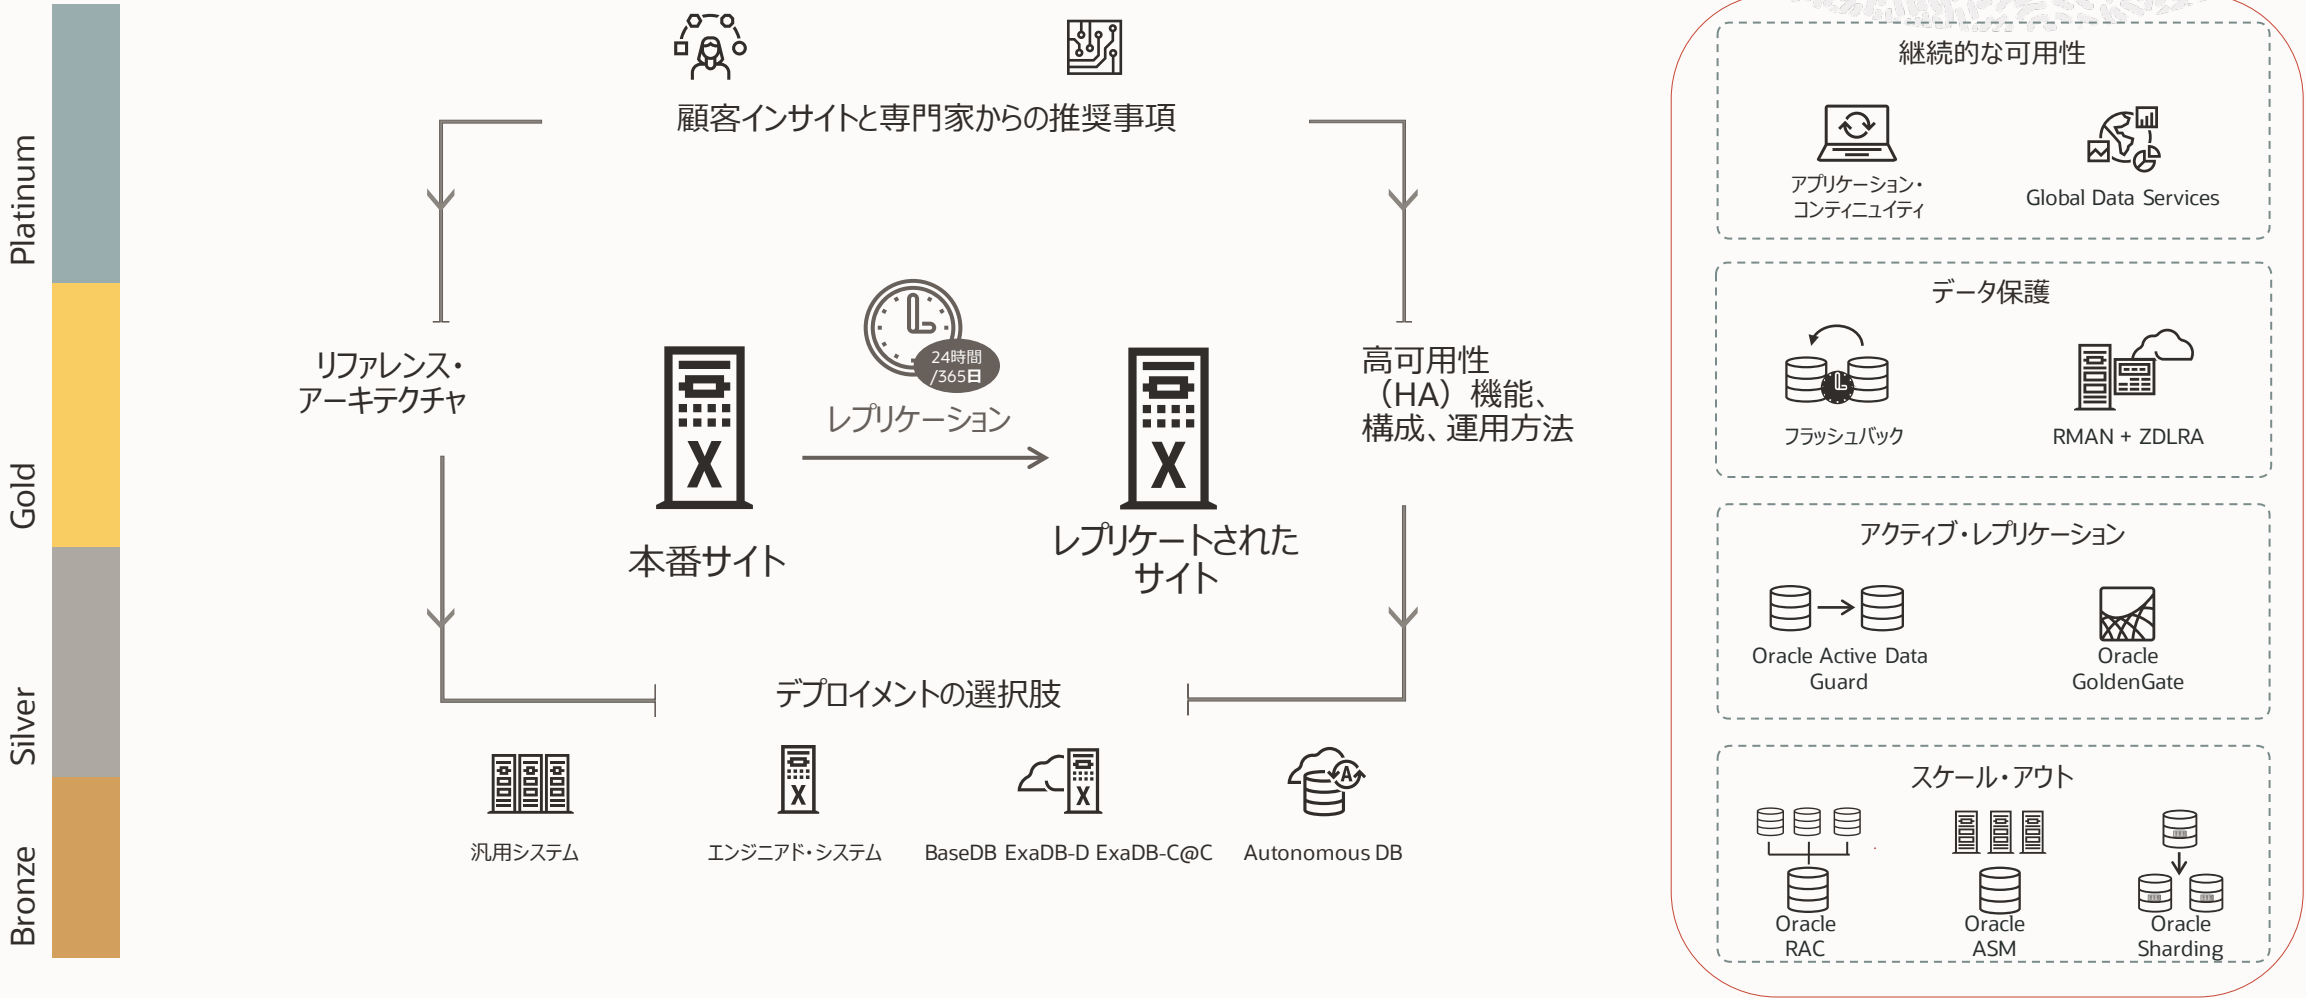 Platinum
Gold
Silver
Bronze
顧客インサイトと専門家からの推奨事項
リファレンス・
アーキテクチャ
24時間
/365日
レプリケーション
本番サイト
レプリケートされた
サイト
高可用性
（HA）機能、
構成、運用方法
デプロイメントの選択肢
汎用システム
エンジニアド・システム
BaseDB ExaDB-D ExaDB-C@C
Autonomous DB
継続的な可用性
アプリケーション・
コンティニュイティ
Global Data Services
データ保護
フラッシュバック
RMAN + ZDLRA
アクティブ・レプリケーション
Oracle Active Data
Guard
Oracle
GoldenGate
スケール・アウト
Oracle
RAC
Oracle
ASM
Oracle
Sharding